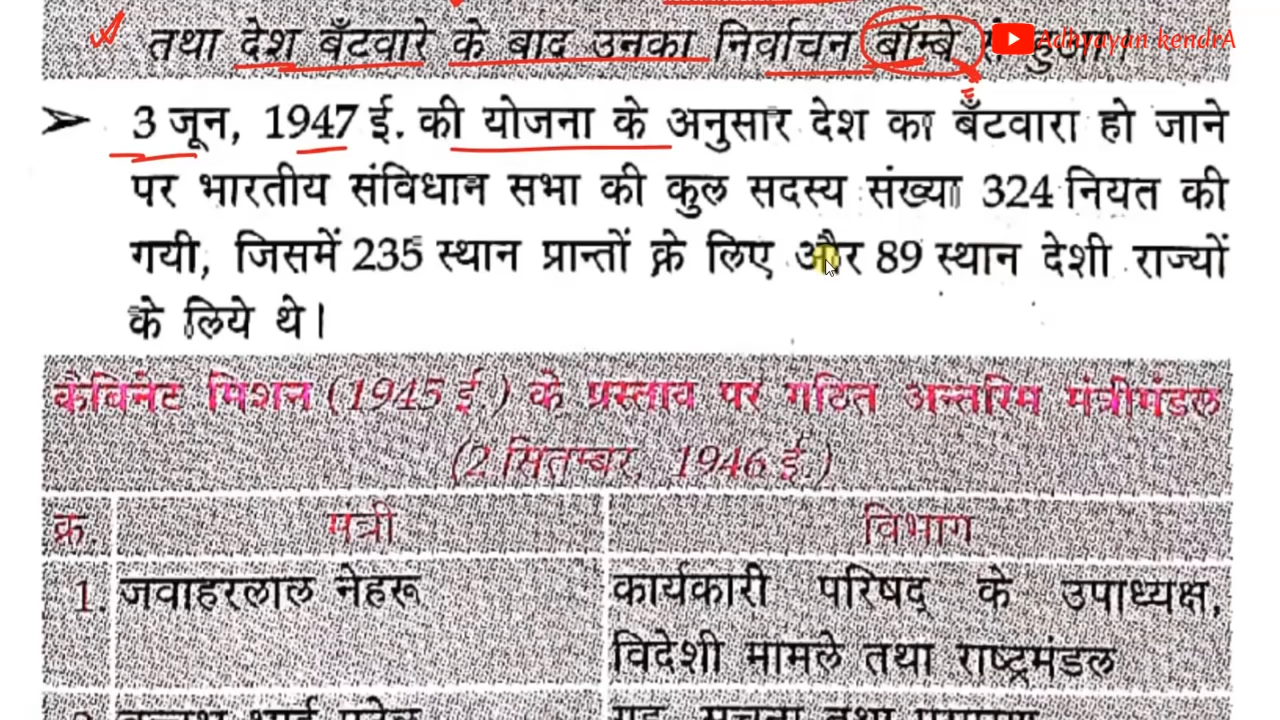 तथा देश बँटवारे के बाद उनका निर्वाचन बॉम्बे से हुआ।
Adhyayan kendrA
➢ 3 जून, 1947 ई. की योजना के अनुसार देश का बँटवारा हो जाने
पर भारतीय संविधान सभा की कुल सदस्य संख्या 324 नियत की
गयी, जिसमें 235 स्थान प्रान्तों के लिए और 89 स्थान देशी राज्यों
के लिये थे।
कैबिनेट मिशन (1945 ई.) के प्रस्ताव पर गठित अन्तरिम मंत्रीमंडल
(2 सितम्बर, 1946 ई.)
क्र. मंत्री विभाग
1. जवाहरलाल नेहरू कार्यकारी परिषद् के उपाध्यक्ष,
विदेशी मामले तथा राष्ट्रमंडल